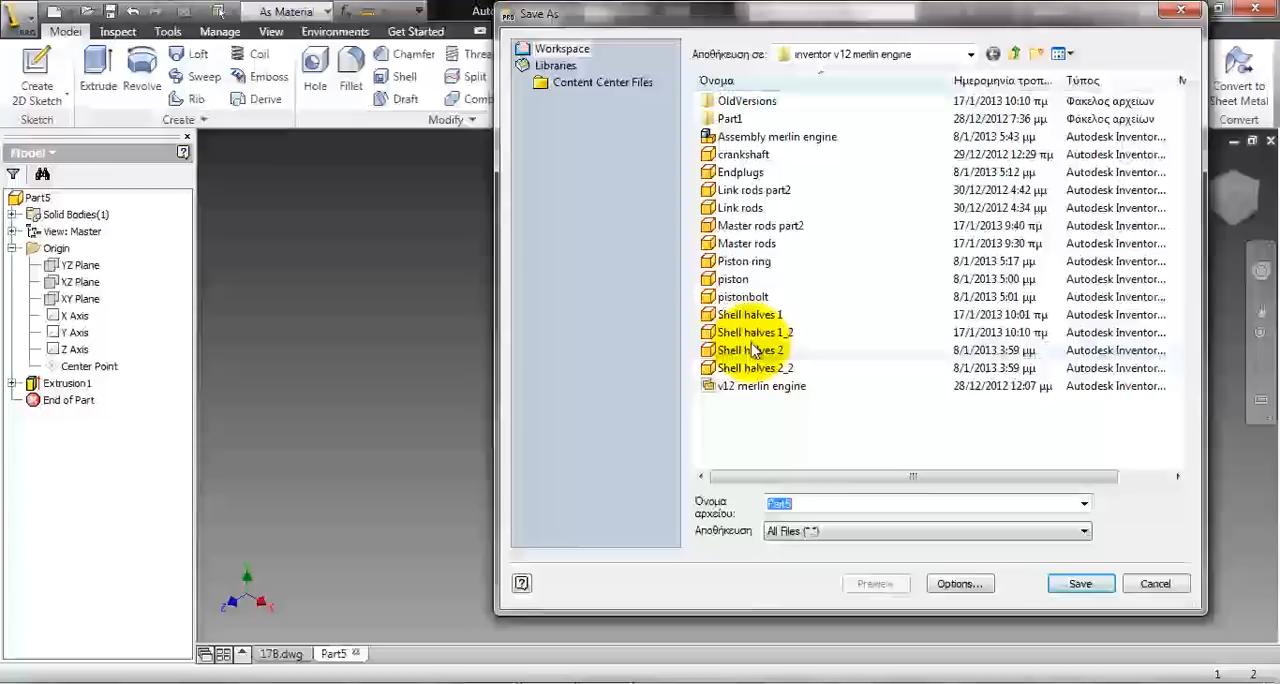 PRO
As Material
Auto
Model
Inspect
Tools
Manage
View
Environments
Get Started
Create
2D Sketch
Extrude
Revolve
Loft
Sweep
Rib
Coil
Emboss
Derive
Hole
Fillet
Chamfer
Shell
Draft
Threa
Split
Comb
Convert to
Sheet Metal
Sketch
Create
Modify
Convert
Model
Part5
Solid Bodies(1)
View: Master
Origin
YZ Plane
XZ Plane
XY Plane
X Axis
Y Axis
Z Axis
Center Point
Extrusion1
End of Part
Save As
Workspace
Libraries
Content Center Files
Αποθήκευση σε:
inventor v12 merlin engine
Όνομα
Ημερομηνία τροπ...
Τύπος
OldVersions 17/1/2013 10:10 πμ Φάκελος αρχείων
Part1 28/12/2012 7:36 μμ Φάκελος αρχείων
Assembly merlin engine 8/1/2013 5:43 μμ Autodesk Inventor...
crankshaft 29/12/2012 12:29 πμ Autodesk Inventor...
Endplugs 8/1/2013 5:12 μμ Autodesk Inventor...
Link rods part2 30/12/2012 4:42 μμ Autodesk Inventor...
Link rods 30/12/2012 4:34 μμ Autodesk Inventor...
Master rods part2 17/1/2013 9:40 πμ Autodesk Inventor...
Master rods 17/1/2013 9:30 πμ Autodesk Inventor...
Piston ring 8/1/2013 5:17 μμ Autodesk Inventor...
piston 8/1/2013 5:00 μμ Autodesk Inventor...
pistonbolt 8/1/2013 5:01 μμ Autodesk Inventor...
Shell halves 1 17/1/2013 10:01 πμ Autodesk Inventor...
Shell halves 1_2 17/1/2013 10:10 πμ Autodesk Inventor...
Shell halves 2 8/1/2013 3:59 μμ Autodesk Inventor...
Shell halves 2_2 8/1/2013 3:59 μμ Autodesk Inventor...
v12 merlin engine 28/12/2012 12:07 μμ Autodesk Inventor...
Όνομα
αρχείου:
Part5
Αποθήκευση
All Files (*.*)
Preview
Options...
Save
Cancel
17B.dwg
Part5
1 2